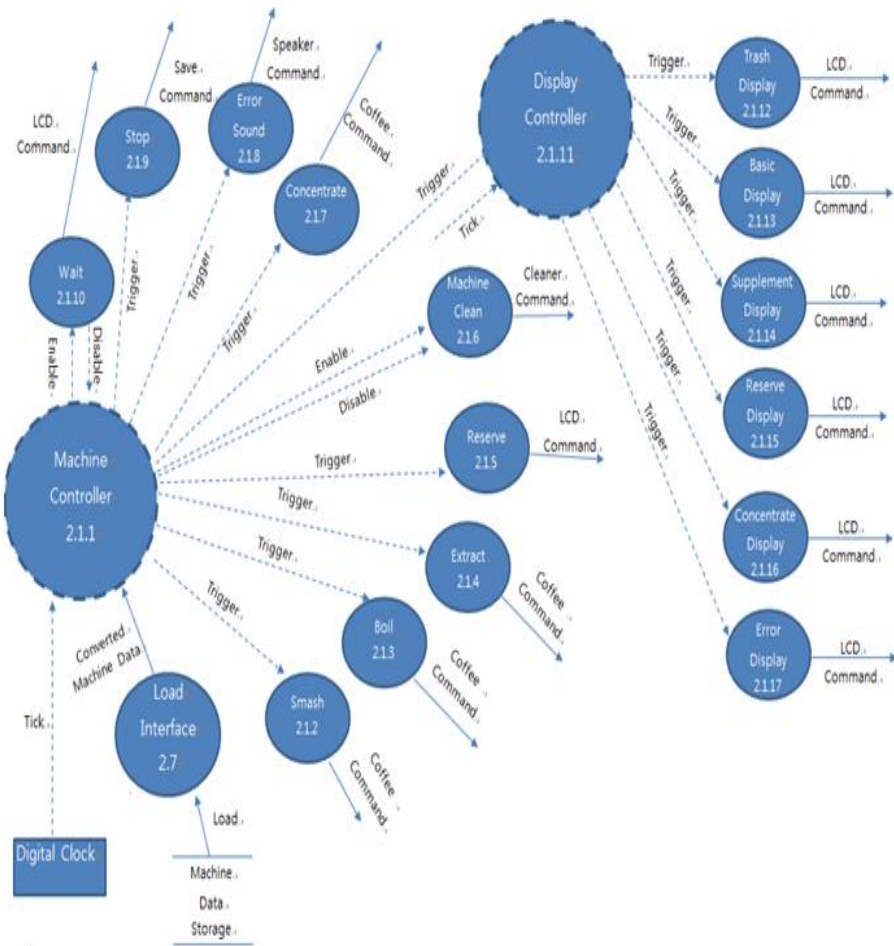 LCD
Command
Save
Command
Speaker
Command
Coffee
Command
Stop
2.1.9
Error
Sound
2.1.8
Concentrate
2.1.7
Wait
2.1.10
Enable
Disable
Trigger
Trigger
Trigger
Trigger
Tick
Display
Controller
2.1.11
Trigger
Trigger
Trigger
Trigger
Trigger
Trigger
Trash
Display
2.1.12
LCD
Command
Basic
Display
2.1.13
LCD
Command
Supplement
Display
2.1.14
LCD
Command
Reserve
Display
2.1.15
LCD
Command
Concentrate
Display
2.1.16
LCD
Command
Error
Display
2.1.17
LCD
Command
Machine
Clean
2.1.6
Cleaner
Command
Enable
Disable
Reserve
2.1.5
LCD
Command
Trigger
Machine
Controller
2.1.1
Trigger
Extract
2.1.4
Coffee
Command
Trigger
Boil
2.1.3
Coffee
Command
Trigger
Smash
2.1.2
Coffee
Command
Converted
Machine Data
Load
Interface
2.7
Tick
Load
Digital Clock
Machine
Data
Storage